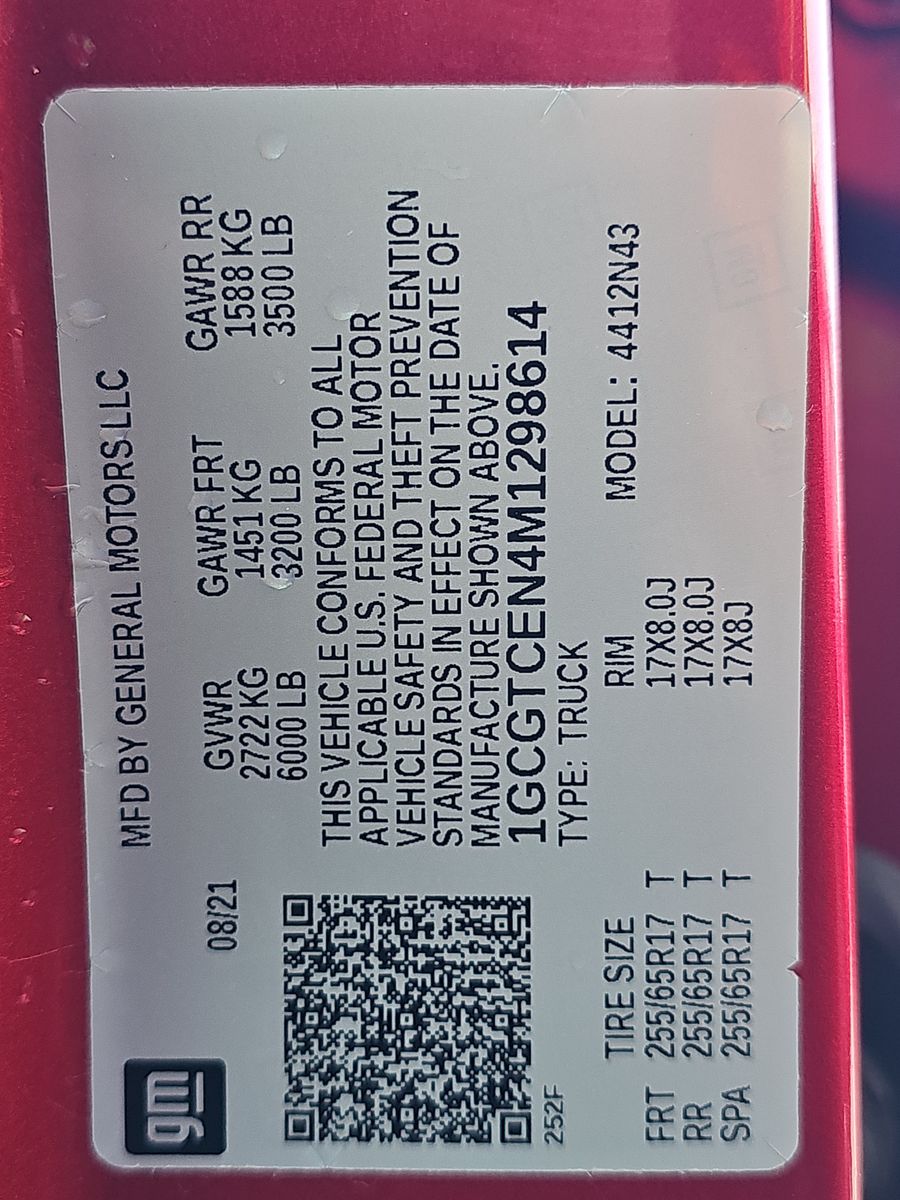 gm
MFD BY GENERAL MOTORS LLC
08/21
GVWR GAWR FRT GAWR RR
2722 KG 1451 KG 1588 KG
6000 LB 3200 LB 3500 LB
THIS VEHICLE CONFORMS TO ALL
APPLICABLE U.S. FEDERAL MOTOR
VEHICLE SAFETY AND THEFT PREVENTION
STANDARDS IN EFFECT ON THE DATE OF
MANUFACTURE SHOWN ABOVE.
1GCGTCEN4M1298614
TYPE: TRUCK
252F
TIRE SIZE RIM MODEL: 4412N43
FRT 255/65R17 T 17X8.0J
RR 255/65R17 T 17X8.0J
SPA 255/65R17 T 17X8J